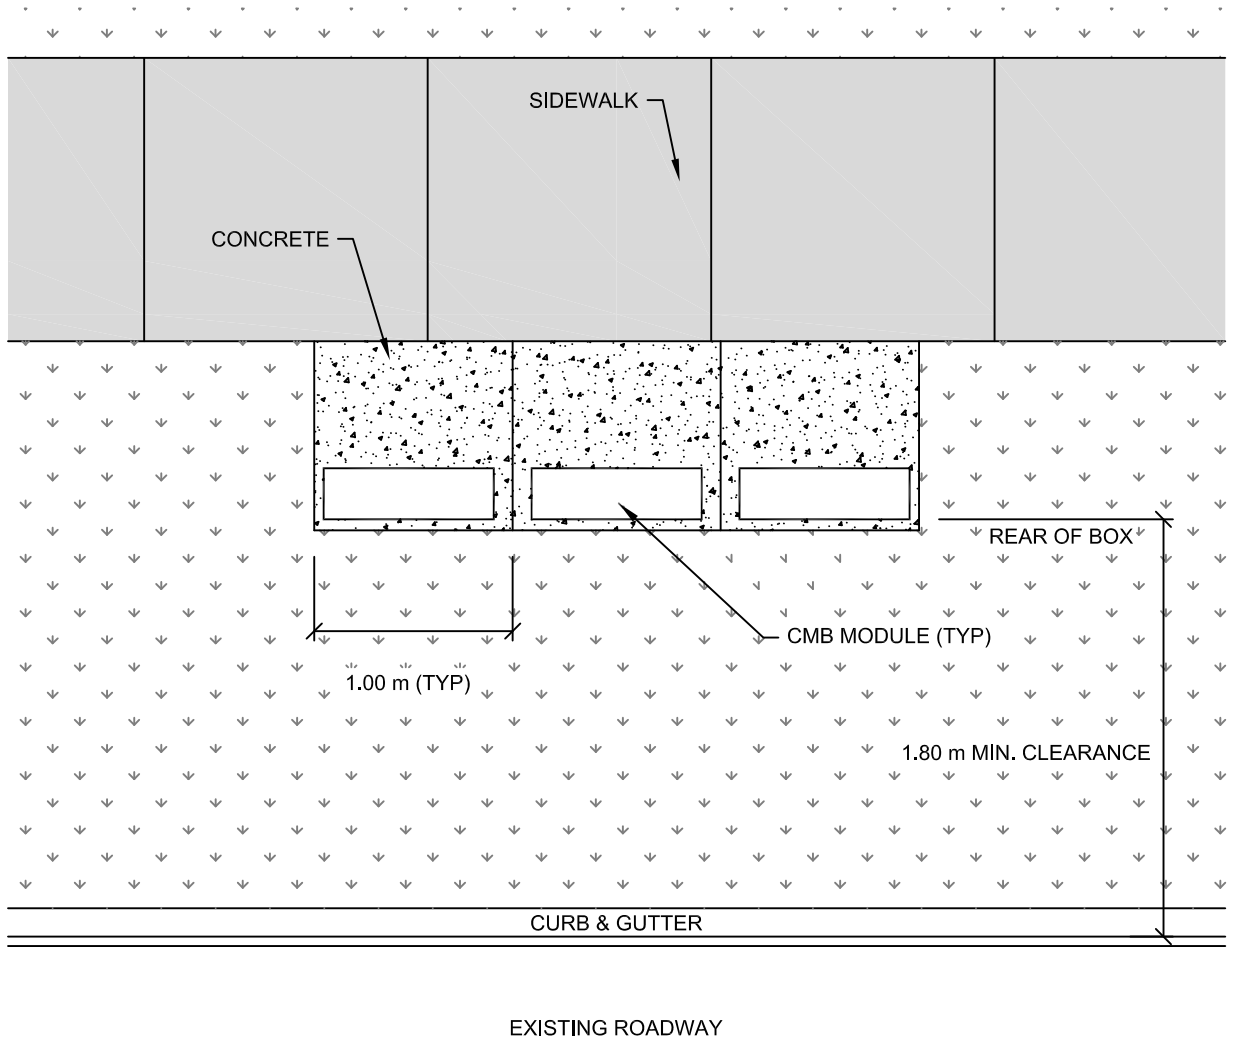 SIDEWALK
CONCRETE
REAR OF BOX
CMB MODULE (TYP)
1.00 m (TYP)
1.80 m MIN. CLEARANCE
CURB & GUTTER
EXISTING ROADWAY